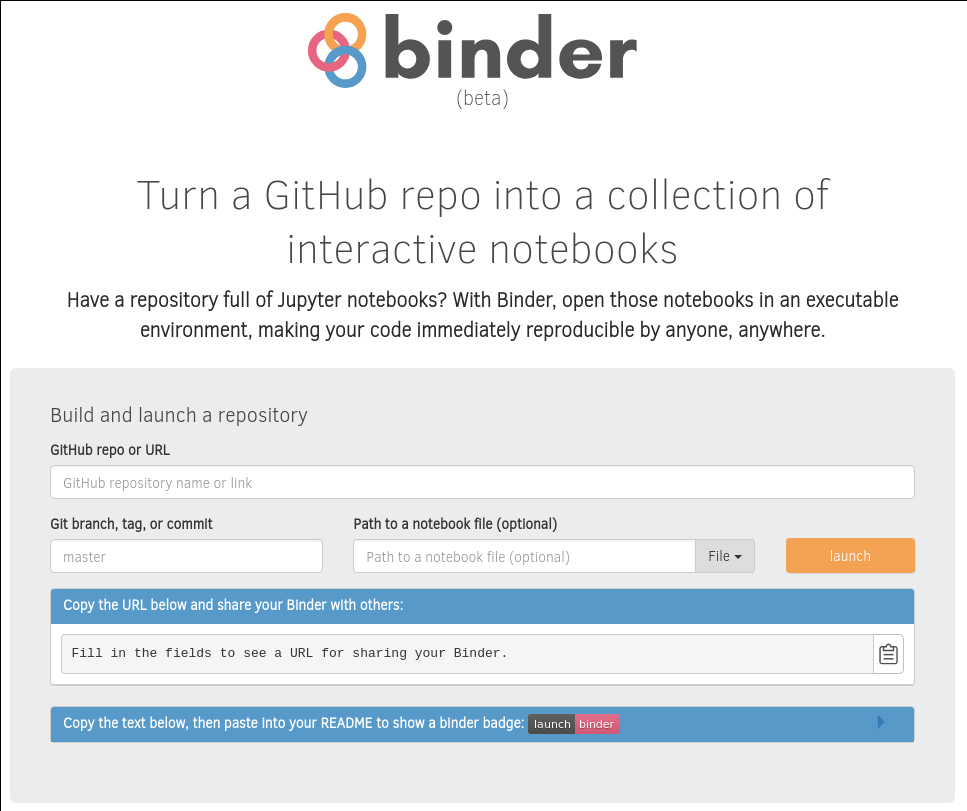 binder
(beta)
Turn a GitHub repo into a collection of
interactive notebooks
Have a repository full of Jupyter notebooks? With Binder, open those notebooks in an executable
environment, making your code immediately reproducible by anyone, anywhere.
Build and launch a repository
GitHub repo or URL
GitHub repository name or link
Git branch, tag, or commit
Path to a notebook file (optional)
master
Path to a notebook file (optional)
File
launch
Copy the URL below and share your Binder with others:
Fill in the fields to see a URL for sharing your Binder.
Copy the text below, then paste into your README to show a binder badge: launch binder